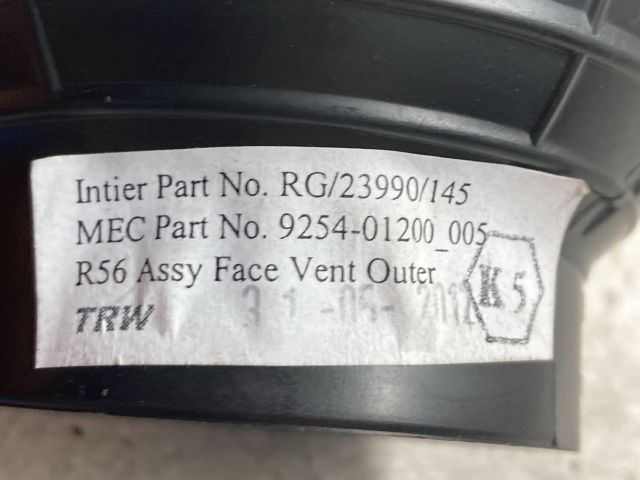 Intier Part No. RG/23990/145
MEC Part No. 9254-01200_005
R56 Assy Face Vent Outer
TRW 31-06-2012
K5